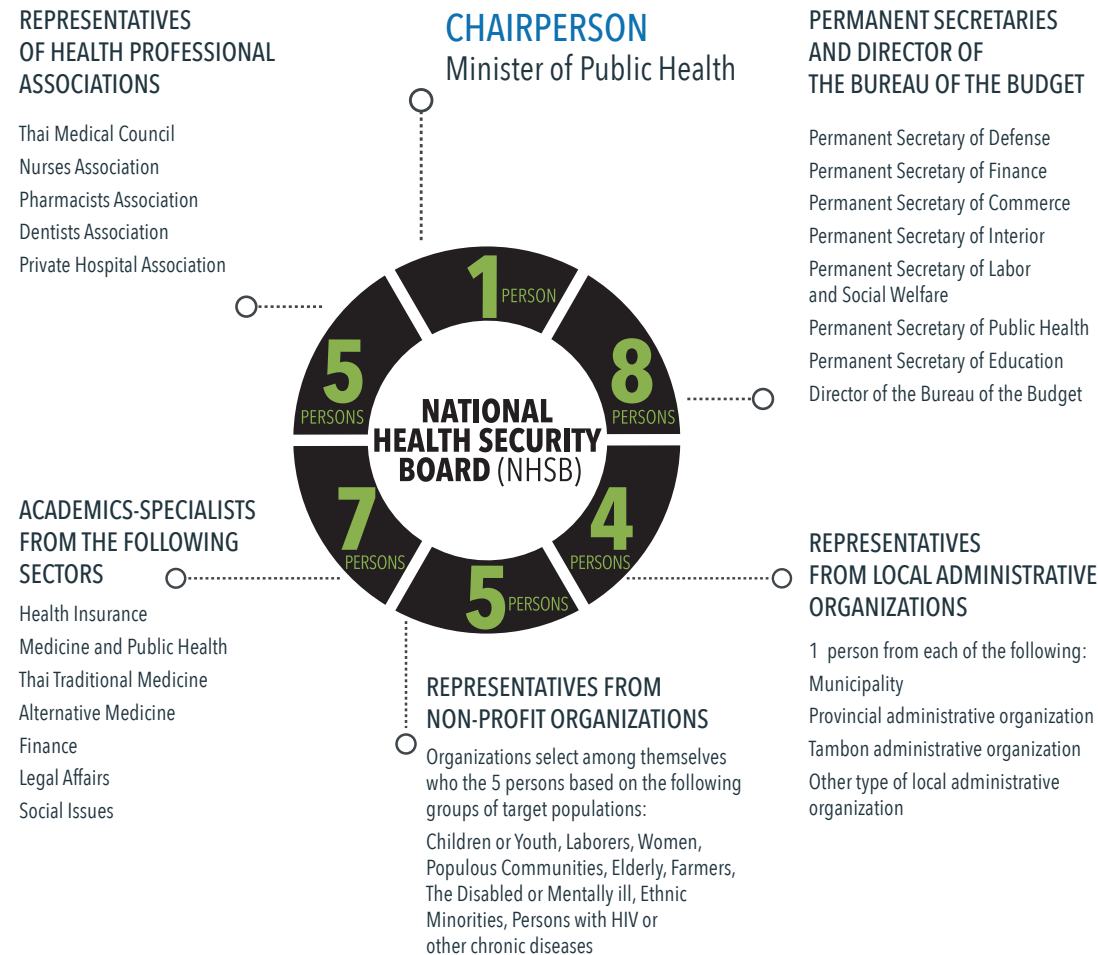 REPRESENTATIVES
OF HEALTH PROFESSIONAL
ASSOCIATIONS
Thai Medical Council
Nurses Association
Pharmacists Association
Dentists Association
Private Hospital Association
CHAIRPERSON
Minister of Public Health
PERMANENT SECRETARIES
AND DIRECTOR OF
THE BUREAU OF THE BUDGET
Permanent Secretary of Defense
Permanent Secretary of Finance
Permanent Secretary of Commerce
Permanent Secretary of Interior
Permanent Secretary of Labor
and Social Welfare
Permanent Secretary of Public Health
Permanent Secretary of Education
Director of the Bureau of the Budget
1 PERSON
5
PERSONS
8
PERSONS
NATIONAL
HEALTH SECURITY
BOARD (NHSB)
7
PERSONS
4
PERSONS
5 PERSONS
ACADEMICS-SPECIALISTS
FROM THE FOLLOWING
SECTORS
Health Insurance
Medicine and Public Health
Thai Traditional Medicine
Alternative Medicine
Finance
Legal Affairs
Social Issues
REPRESENTATIVES FROM
NON-PROFIT ORGANIZATIONS
Organizations select among themselves
who the 5 persons based on the following
groups of target populations:
Children or Youth, Laborers, Women,
Populous Communities, Elderly, Farmers,
The Disabled or Mentally ill, Ethnic
Minorities, Persons with HIV or
other chronic diseases
REPRESENTATIVES
FROM LOCAL ADMINISTRATIVE
ORGANIZATIONS
1 person from each of the following:
Municipality
Provincial administrative organization
Tambon administrative organization
Other type of local administrative
organization